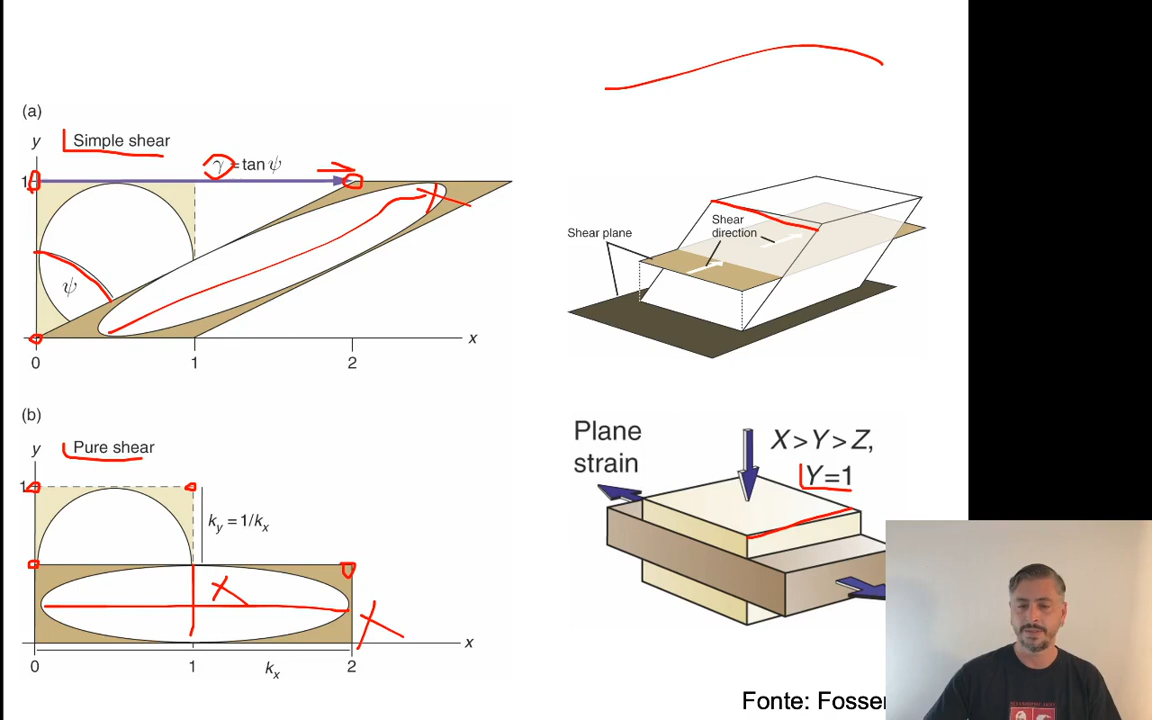 (a)
y
Simple shear
γ = tan ψ
1
ψ
x
0 1 2
Shear plane
Shear
direction
(b)
y
Pure shear
1
k_y = 1/k_x
x
0 1 2
k_x
Plane
strain
X>Y>Z,
Y=1
Fonte: